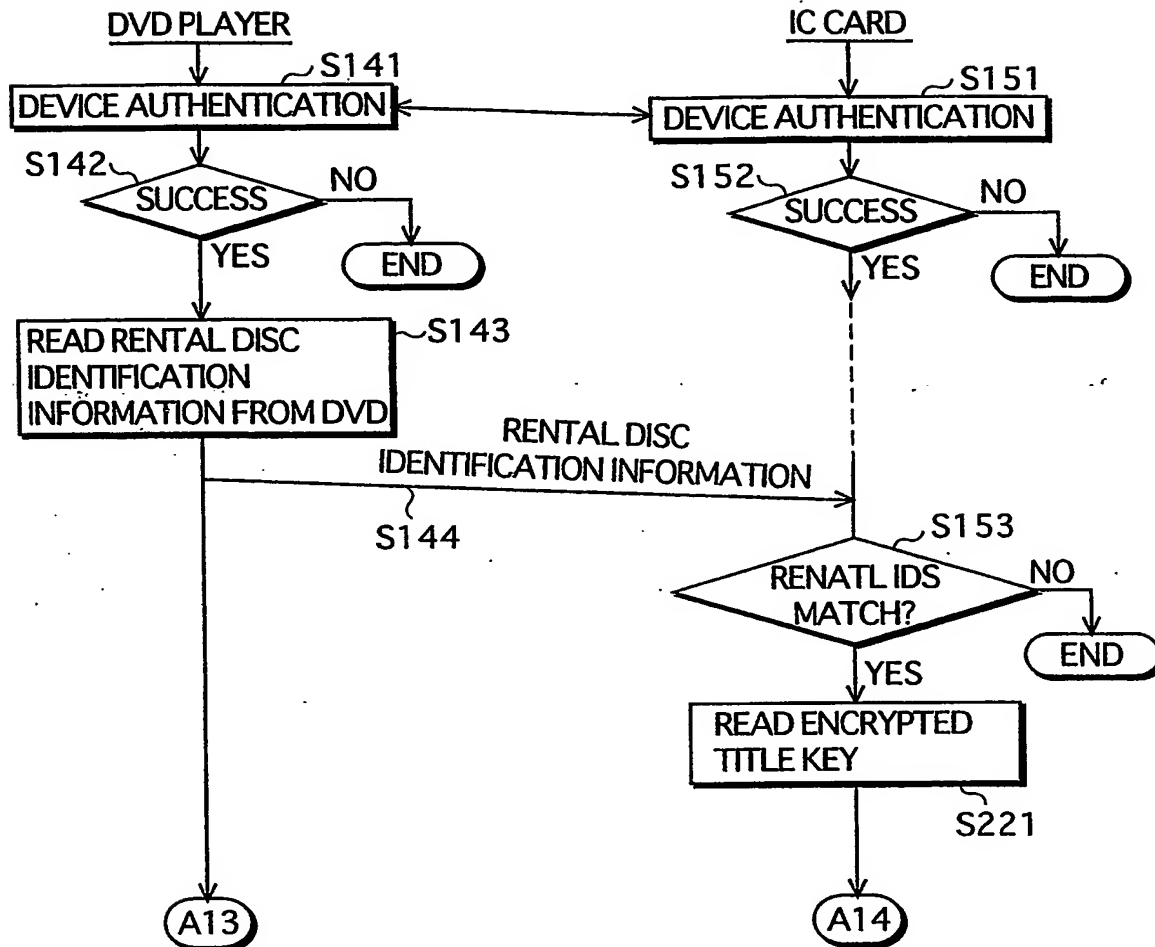 DVD PLAYER
IC CARD
S141
DEVICE AUTHENTICATION
S151
DEVICE AUTHENTICATION
S142
SUCCESS
NO
YES
END
S152
SUCCESS
NO
YES
END
S143
READ RENTAL DISC
IDENTIFICATION
INFORMATION FROM DVD
RENTAL DISC
IDENTIFICATION INFORMATION
S144
S153
RENATL IDS
MATCH?
NO
END
YES
READ ENCRYPTED
TITLE KEY
S221
A13
A14